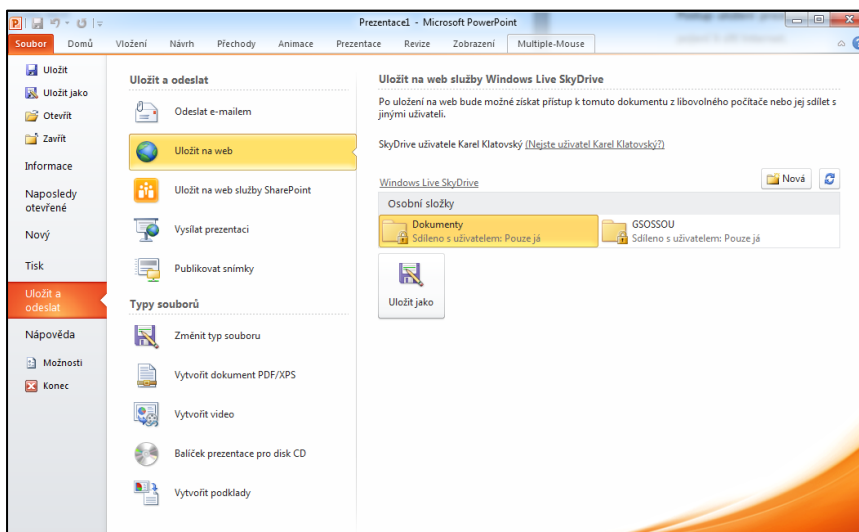 Prezentace1 - Microsoft PowerPoint
Soubor Domů Vložení Návrh Přechody Animace Prezentace Revize Zobrazení Multiple-Mouse
Uložit
Uložit jako
Otevřít
Zavřít
Informace
Naposledy
otevřené
Nový
Tisk
Uložit a
odeslat
Nápověda
Možnosti
Konec
Uložit a odeslat
Odeslat e-mailem
Uložit na web
Uložit na web služby SharePoint
Vysílat prezentaci
Publikovat snímky
Typy souborů
Změnit typ souboru
Vytvořit dokument PDF/XPS
Vytvořit video
Balíček prezentace pro disk CD
Vytvořit podklady
Uložit na web služby Windows Live SkyDrive
Po uložení na web bude možné získat přístup k tomuto dokumentu z libovolného počítače nebo jej sdílet s
jinými uživateli.
SkyDrive uživatele Karel Klatovský (Nejste uživatel Karel Klatovský?)
Windows Live SkyDrive
Nová
Osobní složky
Dokumenty
Sdíleno s uživatelem: Pouze já
GSOSSOU
Sdíleno s uživatelem: Pouze já
Uložit jako